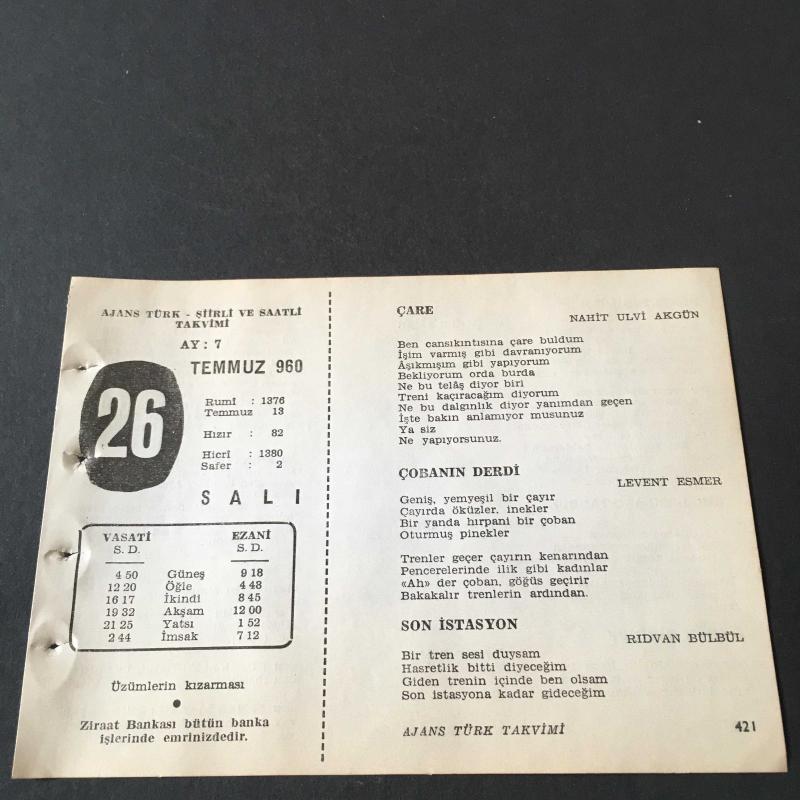 AJANS TÜRK - ŞİİRLİ VE SAATLİ
TAKVİMİ
AY : 7
TEMMUZ 960
26
Rumî : 1376
Temmuz 13
Hızır : 82
Hicrî : 1380
Safer : 2
SALI
VASATİ EZANİ
S. D. S. D.
4 50 Güneş 9 18
12 20 Öğle 4 48
16 17 İkindi 8 45
19 32 Akşam 12 00
21 25 Yatsı 1 52
2 44 İmsak 7 12
Üzümlerin kızarması
Ziraat Bankası bütün banka
işlerinde emrinizdedir.
ÇARE
NAHİT ULVİ AKGÜN
Ben cansıkıntısına çare buldum
İşim varmış gibi davranıyorum
Âşıkmışım gibi yapıyorum
Bekliyorum orda burda
Ne bu telâş diyor biri
Treni kaçıracağım diyorum
Ne bu dalgınlık diyor yanımdan geçen
İşte bakın anlamıyor musunuz
Ya siz
Ne yapıyorsunuz.
ÇOBANIN DERDİ
LEVENT ESMER
Geniş, yemyeşil bir çayır
Çayırda öküzler, inekler
Bir yanda hırpani bir çoban
Oturmuş pinekler
Trenler geçer çayırın kenarından
Pencerelerinde ilik gibi kadınlar
«Ah» der çoban, göğüs geçirir
Bakakalır trenlerin ardından.
SON İSTASYON
RIDVAN BÜLBÜL
Bir tren sesi duysam
Hasretlik bitti diyeceğim
Giden trenin içinde ben olsam
Son istasyona kadar gideceğim
AJANS TÜRK TAKVİMİ 421